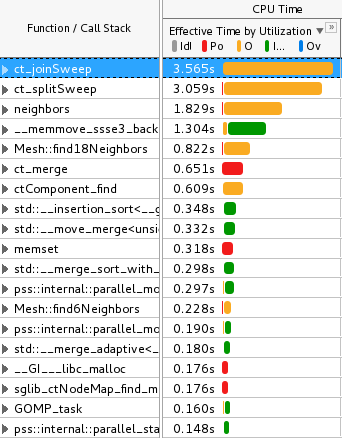 CPU Time
Function / Call Stack
Effective Time by Utilization
Idl Po O I... Ov
ct_joinSweep 3.565s
ct_splitSweep 3.059s
neighbors 1.829s
__memmove_ssse3_back 1.304s
Mesh::find18Neighbors 0.822s
ct_merge 0.651s
ctComponent_find 0.609s
std::__insertion_sort<__g 0.348s
std::__move_merge<unsi 0.332s
memset 0.318s
std::__merge_sort_with_ 0.298s
pss::internal::parallel_mo 0.297s
Mesh::find6Neighbors 0.228s
pss::internal::parallel_mo 0.190s
std::__merge_adaptive<_ 0.180s
__GI___libc_malloc 0.176s
sglib_ctNodeMap_find_m 0.176s
GOMP_task 0.160s
pss::internal::parallel_sta 0.148s